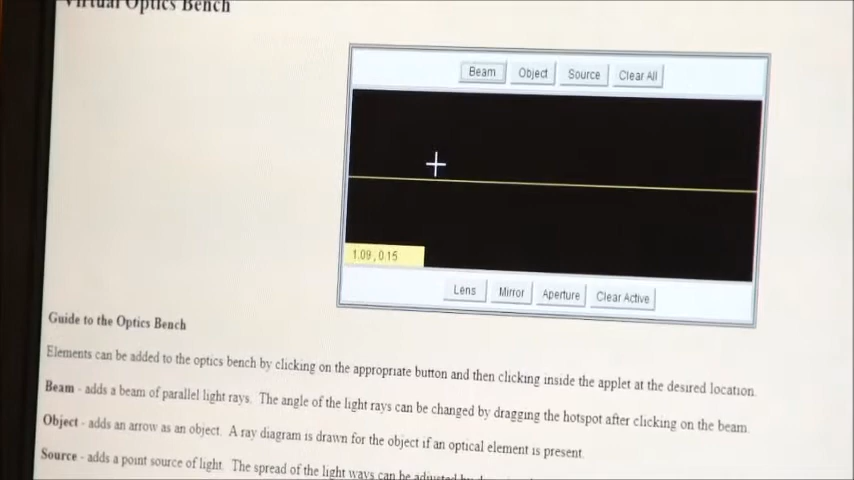 Virtual Optics Bench
Beam Object Source Clear All
1.09 , 0.15
Lens Mirror Aperture Clear Active
Guide to the Optics Bench
Elements can be added to the optics bench by clicking on the appropriate button and then clicking inside the applet at the desired location.
Beam - adds a beam of parallel light rays. The angle of the light rays can be changed by dragging the hotspot after clicking on the beam.
Object - adds an arrow as an object. A ray diagram is drawn for the object if an optical element is present.
Source - adds a point source of light. The spread of the light ways can be adjusted by